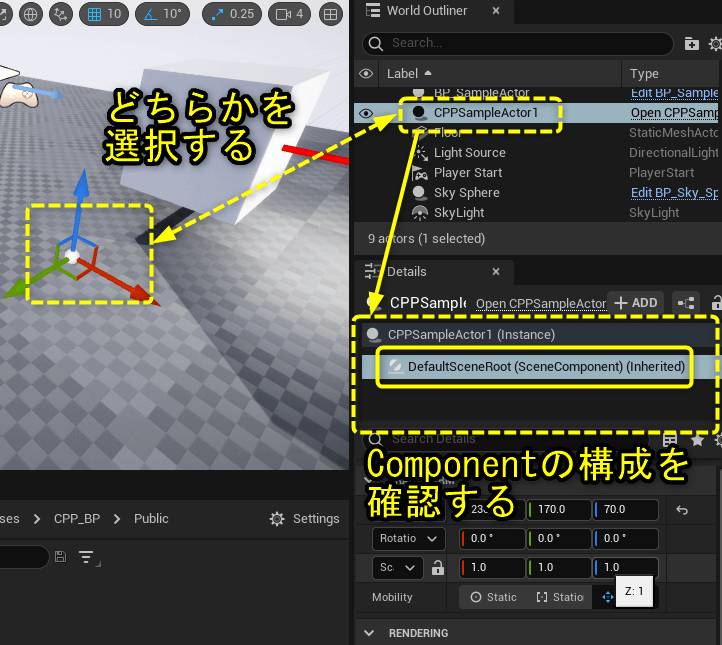 10
10°
0.25
4
World Outliner
Search...
Label
Type
BP_SampleActor
Edit BP_Sample
CPPSampleActor1
Open CPPSamp
Floor
StaticMeshAct
Light Source
DirectionalLight
Player Start
PlayerStart
Sky Sphere
Edit BP_Sky_Sp
SkyLight
SkyLight
9 actors (1 selected)
どちらかを
選択する
Details
CPPSampl
Open CPPSampleActor
+ ADD
CPPSampleActor1 (Instance)
DefaultSceneRoot (SceneComponent) (Inherited)
Search Details
Componentの構成を
確認する
170.0
70.0
Rotatio
0.0 °
0.0 °
0.0 °
Sc
1.0
1.0
1.0
Mobility
Static
Statio
Z: 1
RENDERING
ses
CPP_BP
Public
Settings